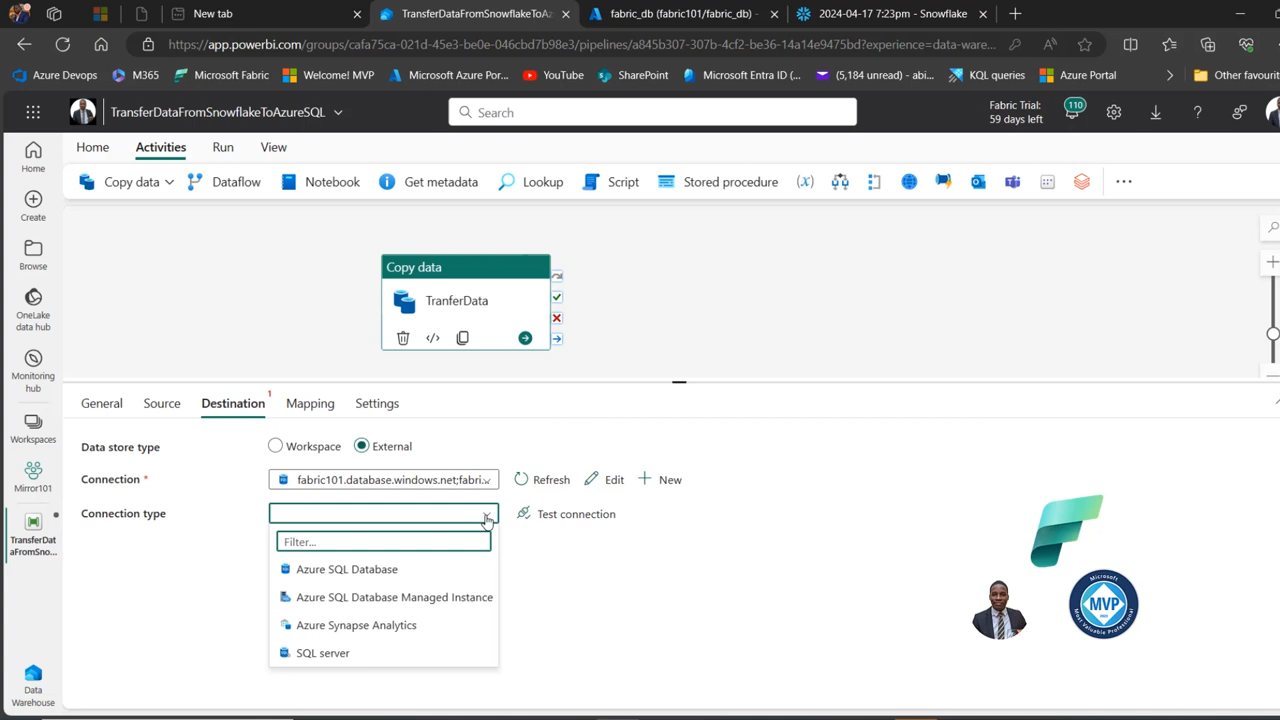 New tab
TransferDataFromSnowflakeToAz
fabric_db (fabric101/fabric_db) -
2024-04-17 7:23pm - Snowflake
https://app.powerbi.com/groups/cafa75ca-021d-45e3-be0e-046cbd7b98e3/pipelines/a845b307-307b-4cf2-be36-14a14e9475bd?experience=data-ware...
Azure Devops
M365
Microsoft Fabric
Welcome! MVP
Microsoft Azure Por...
YouTube
SharePoint
Microsoft Entra ID (...
(5,184 unread) - abi...
KQL queries
Azure Portal
Other favourit
TransferDataFromSnowflakeToAzureSQL
Search
Fabric Trial:
59 days left
110
Home
Activities
Run
View
Copy data
Dataflow
Notebook
Get metadata
Lookup
Script
Stored procedure
(x)
Home
Create
Browse
OneLake
data hub
Monitoring
hub
Workspaces
Mirror101
TransferDat
aFromSno...
Data
Warehouse
Copy data
TranferData
General
Source
Destination
1
Mapping
Settings
Data store type
Workspace
External
Connection *
fabric101.database.windows.net;fabri...
Refresh
Edit
New
Connection type
Test connection
Filter...
Azure SQL Database
Azure SQL Database Managed Instance
Azure Synapse Analytics
SQL server
Microsoft
MVP
Most Valuable Professional